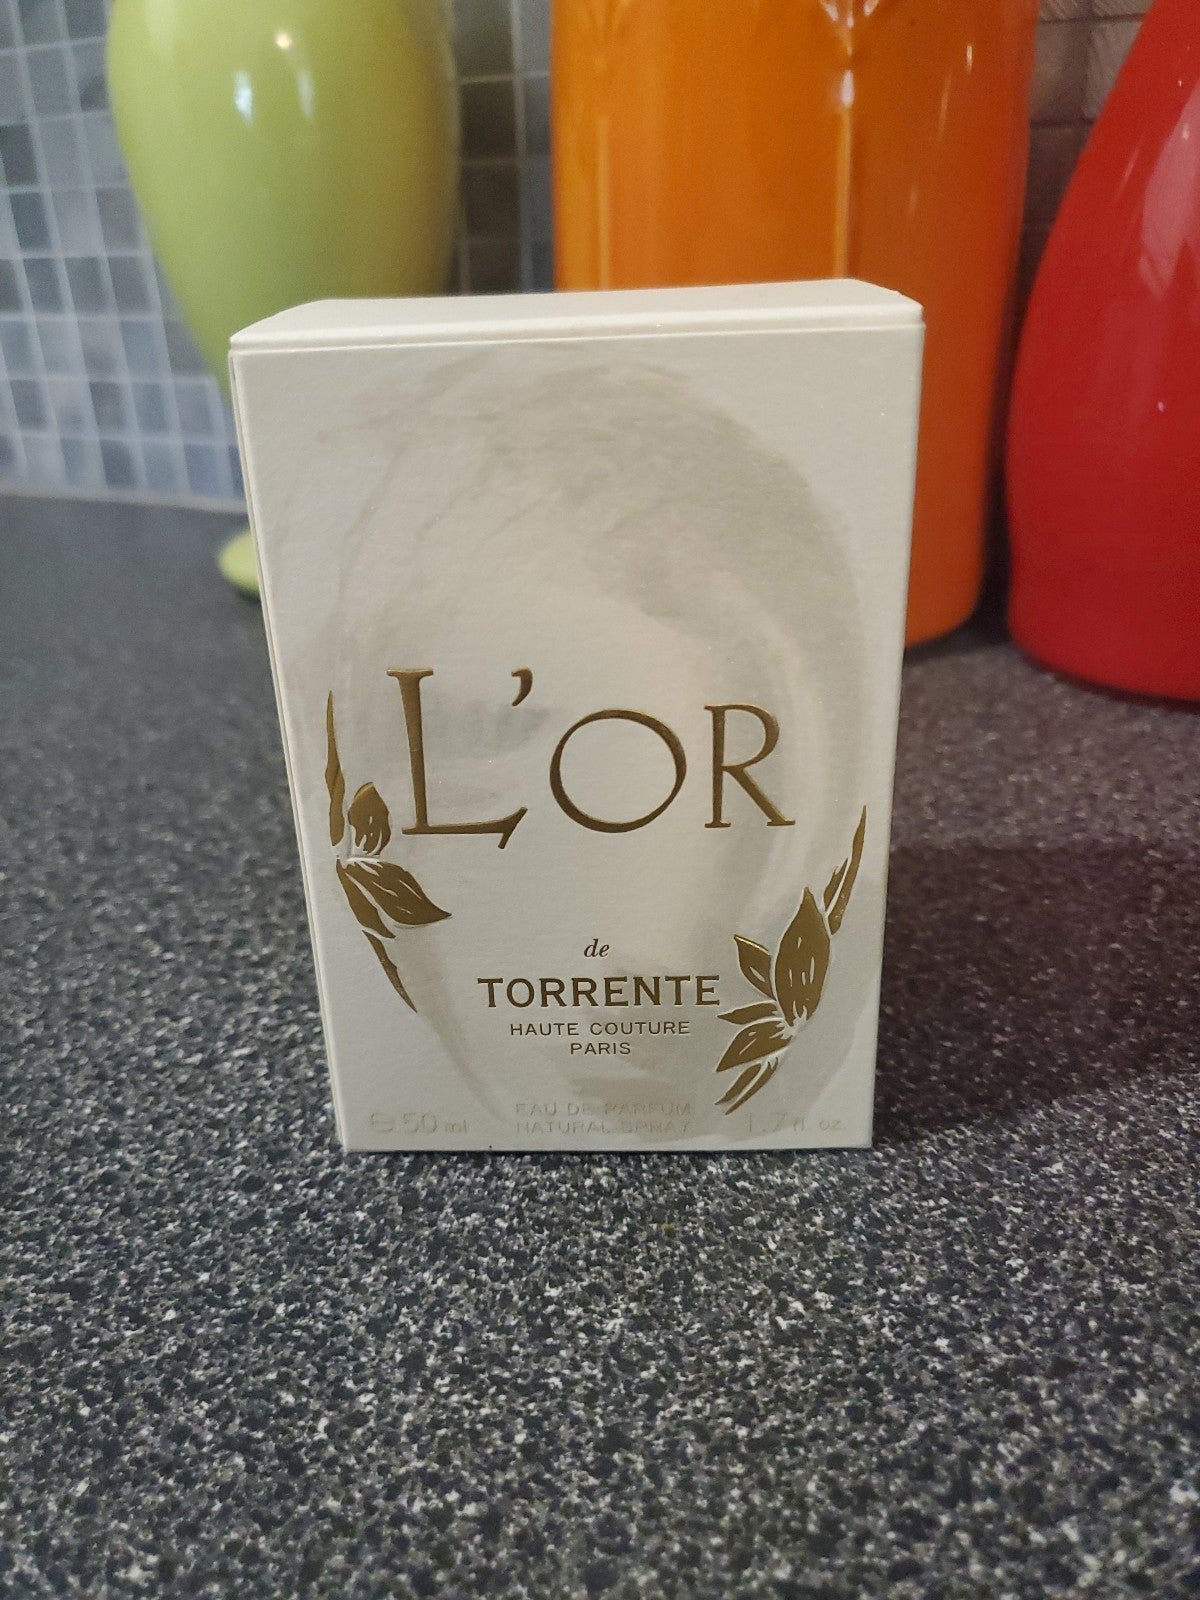 L'OR
de
TORRENTE
HAUTE COUTURE
PARIS
EAU DE PARFUM
℮ 50 ml NATURAL SPRAY 1.7 fl. oz.